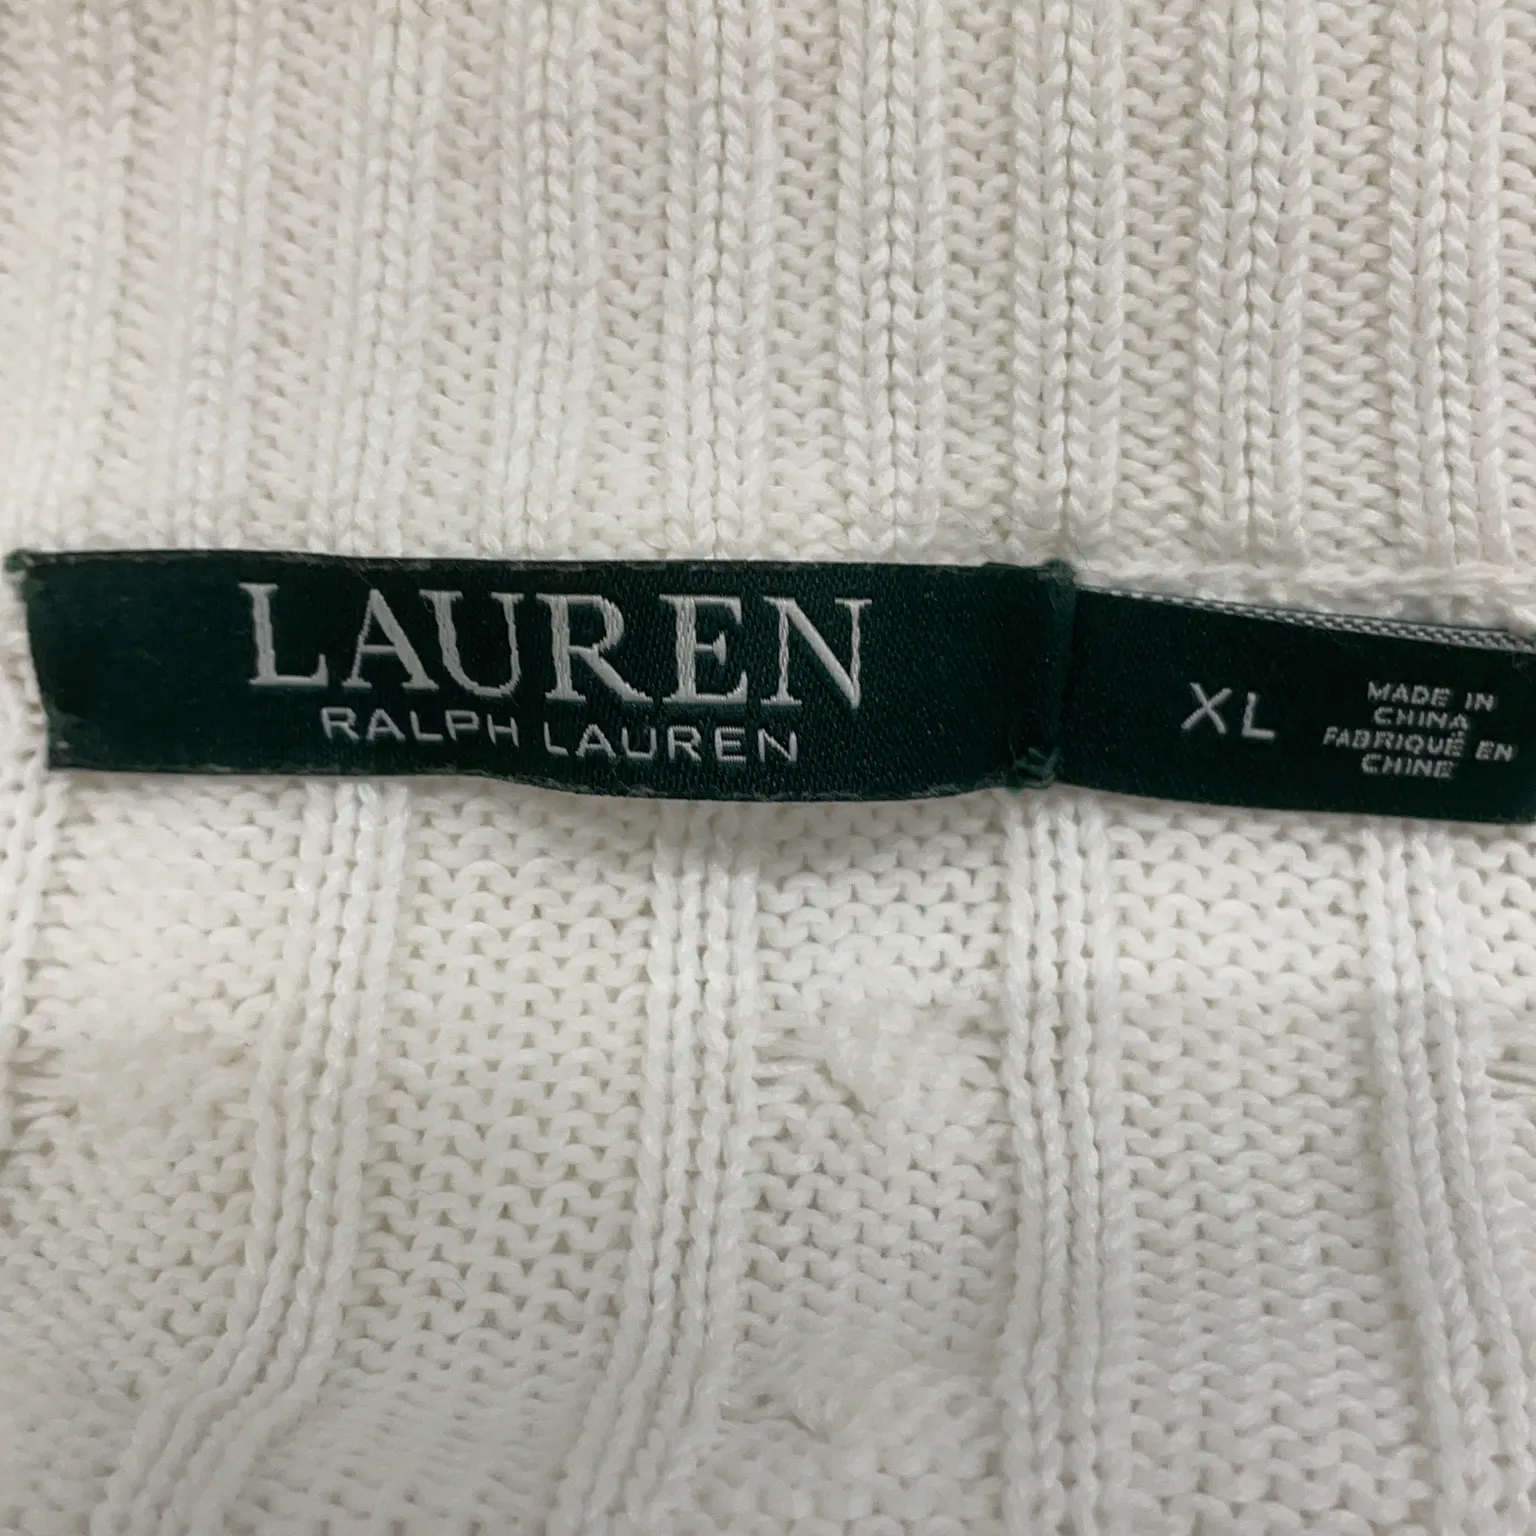 LAUREN
RALPH LAUREN
XL
MADE IN
CHINA
FABRIQUÉ EN
CHINE